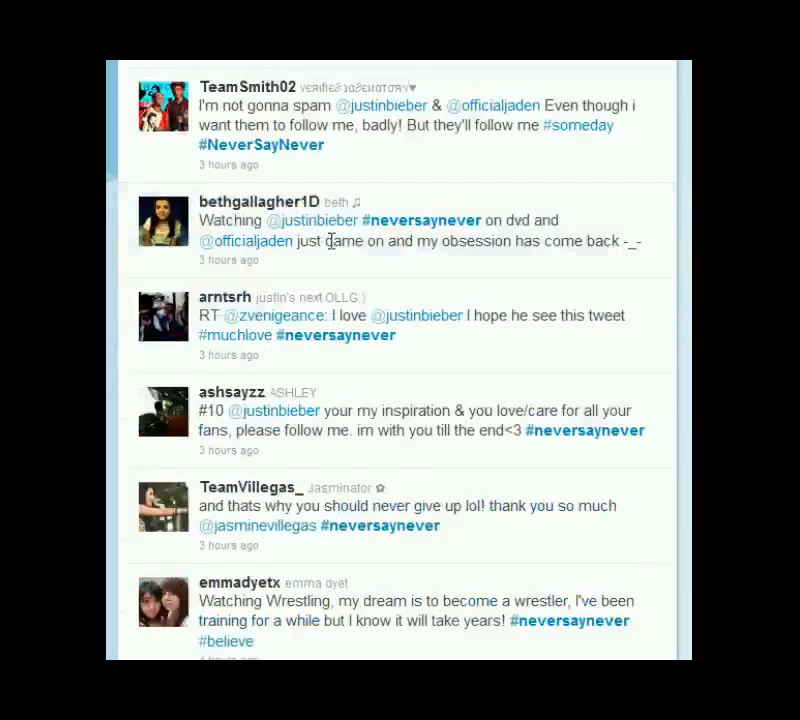 TeamSmith02
I'm not gonna spam @justinbieber & @officialjaden Even though i
want them to follow me, badly! But they'll follow me #someday
#NeverSayNever
3 hours ago
bethgallagher1D beth ♫
Watching @justinbieber #neversaynever on dvd and
@officialjaden just came on and my obsession has come back -_-
3 hours ago
arntsrh justin's next OLLG;)
RT @zvenigeance: I love @justinbieber I hope he see this tweet
#muchlove #neversaynever
3 hours ago
ashsayzz ASHLEY
#10 @justinbieber your my inspiration & you love/care for all your
fans, please follow me. im with you till the end<3 #neversaynever
3 hours ago
TeamVillegas_ Jasminator ✿
and thats why you should never give up lol! thank you so much
@jasminevillegas #neversaynever
3 hours ago
emmadyetx emma dyet
Watching Wrestling, my dream is to become a wrestler, I've been
training for a while but I know it will take years! #neversaynever
#believe